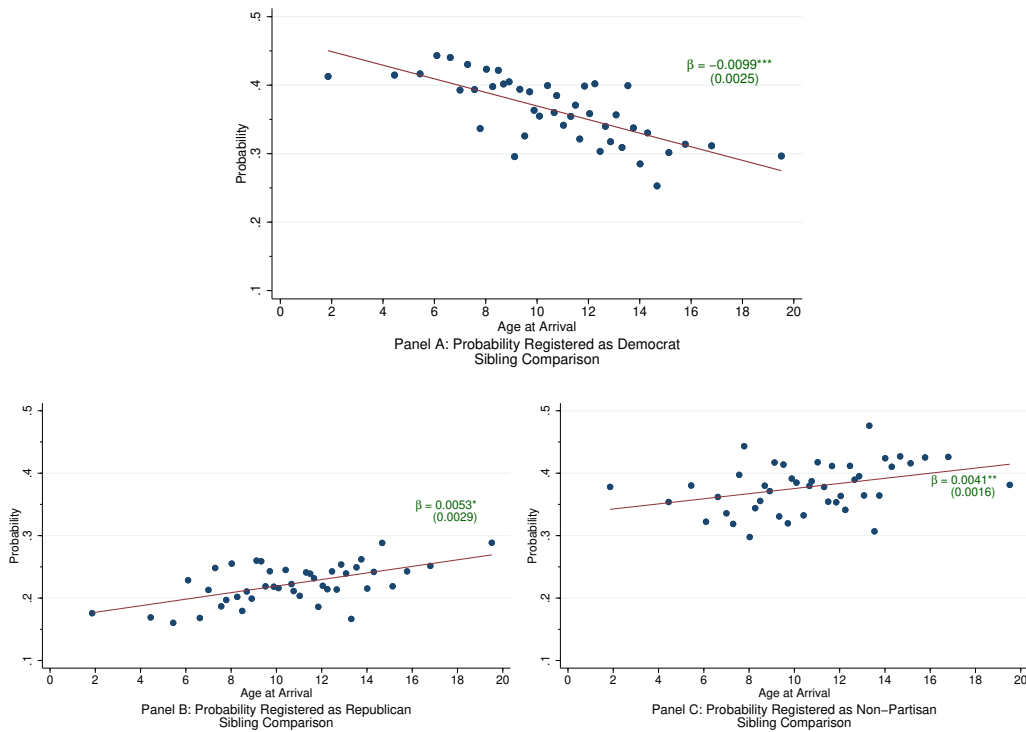 .5
.4
.3
.2
.1
Probability
β = −0.0099***
(0.0025)
0 2 4 6 8 10 12 14 16 18 20
Age at Arrival
Panel A: Probability Registered as Democrat
Sibling Comparison
.5
.4
.3
.2
.1
Probability
β = 0.0053*
(0.0029)
0 2 4 6 8 10 12 14 16 18 20
Age at Arrival
Panel B: Probability Registered as Republican
Sibling Comparison
.5
.4
.3
.2
.1
Probability
β = 0.0041**
(0.0016)
0 2 4 6 8 10 12 14 16 18 20
Age at Arrival
Panel C: Probability Registered as Non−Partisan
Sibling Comparison